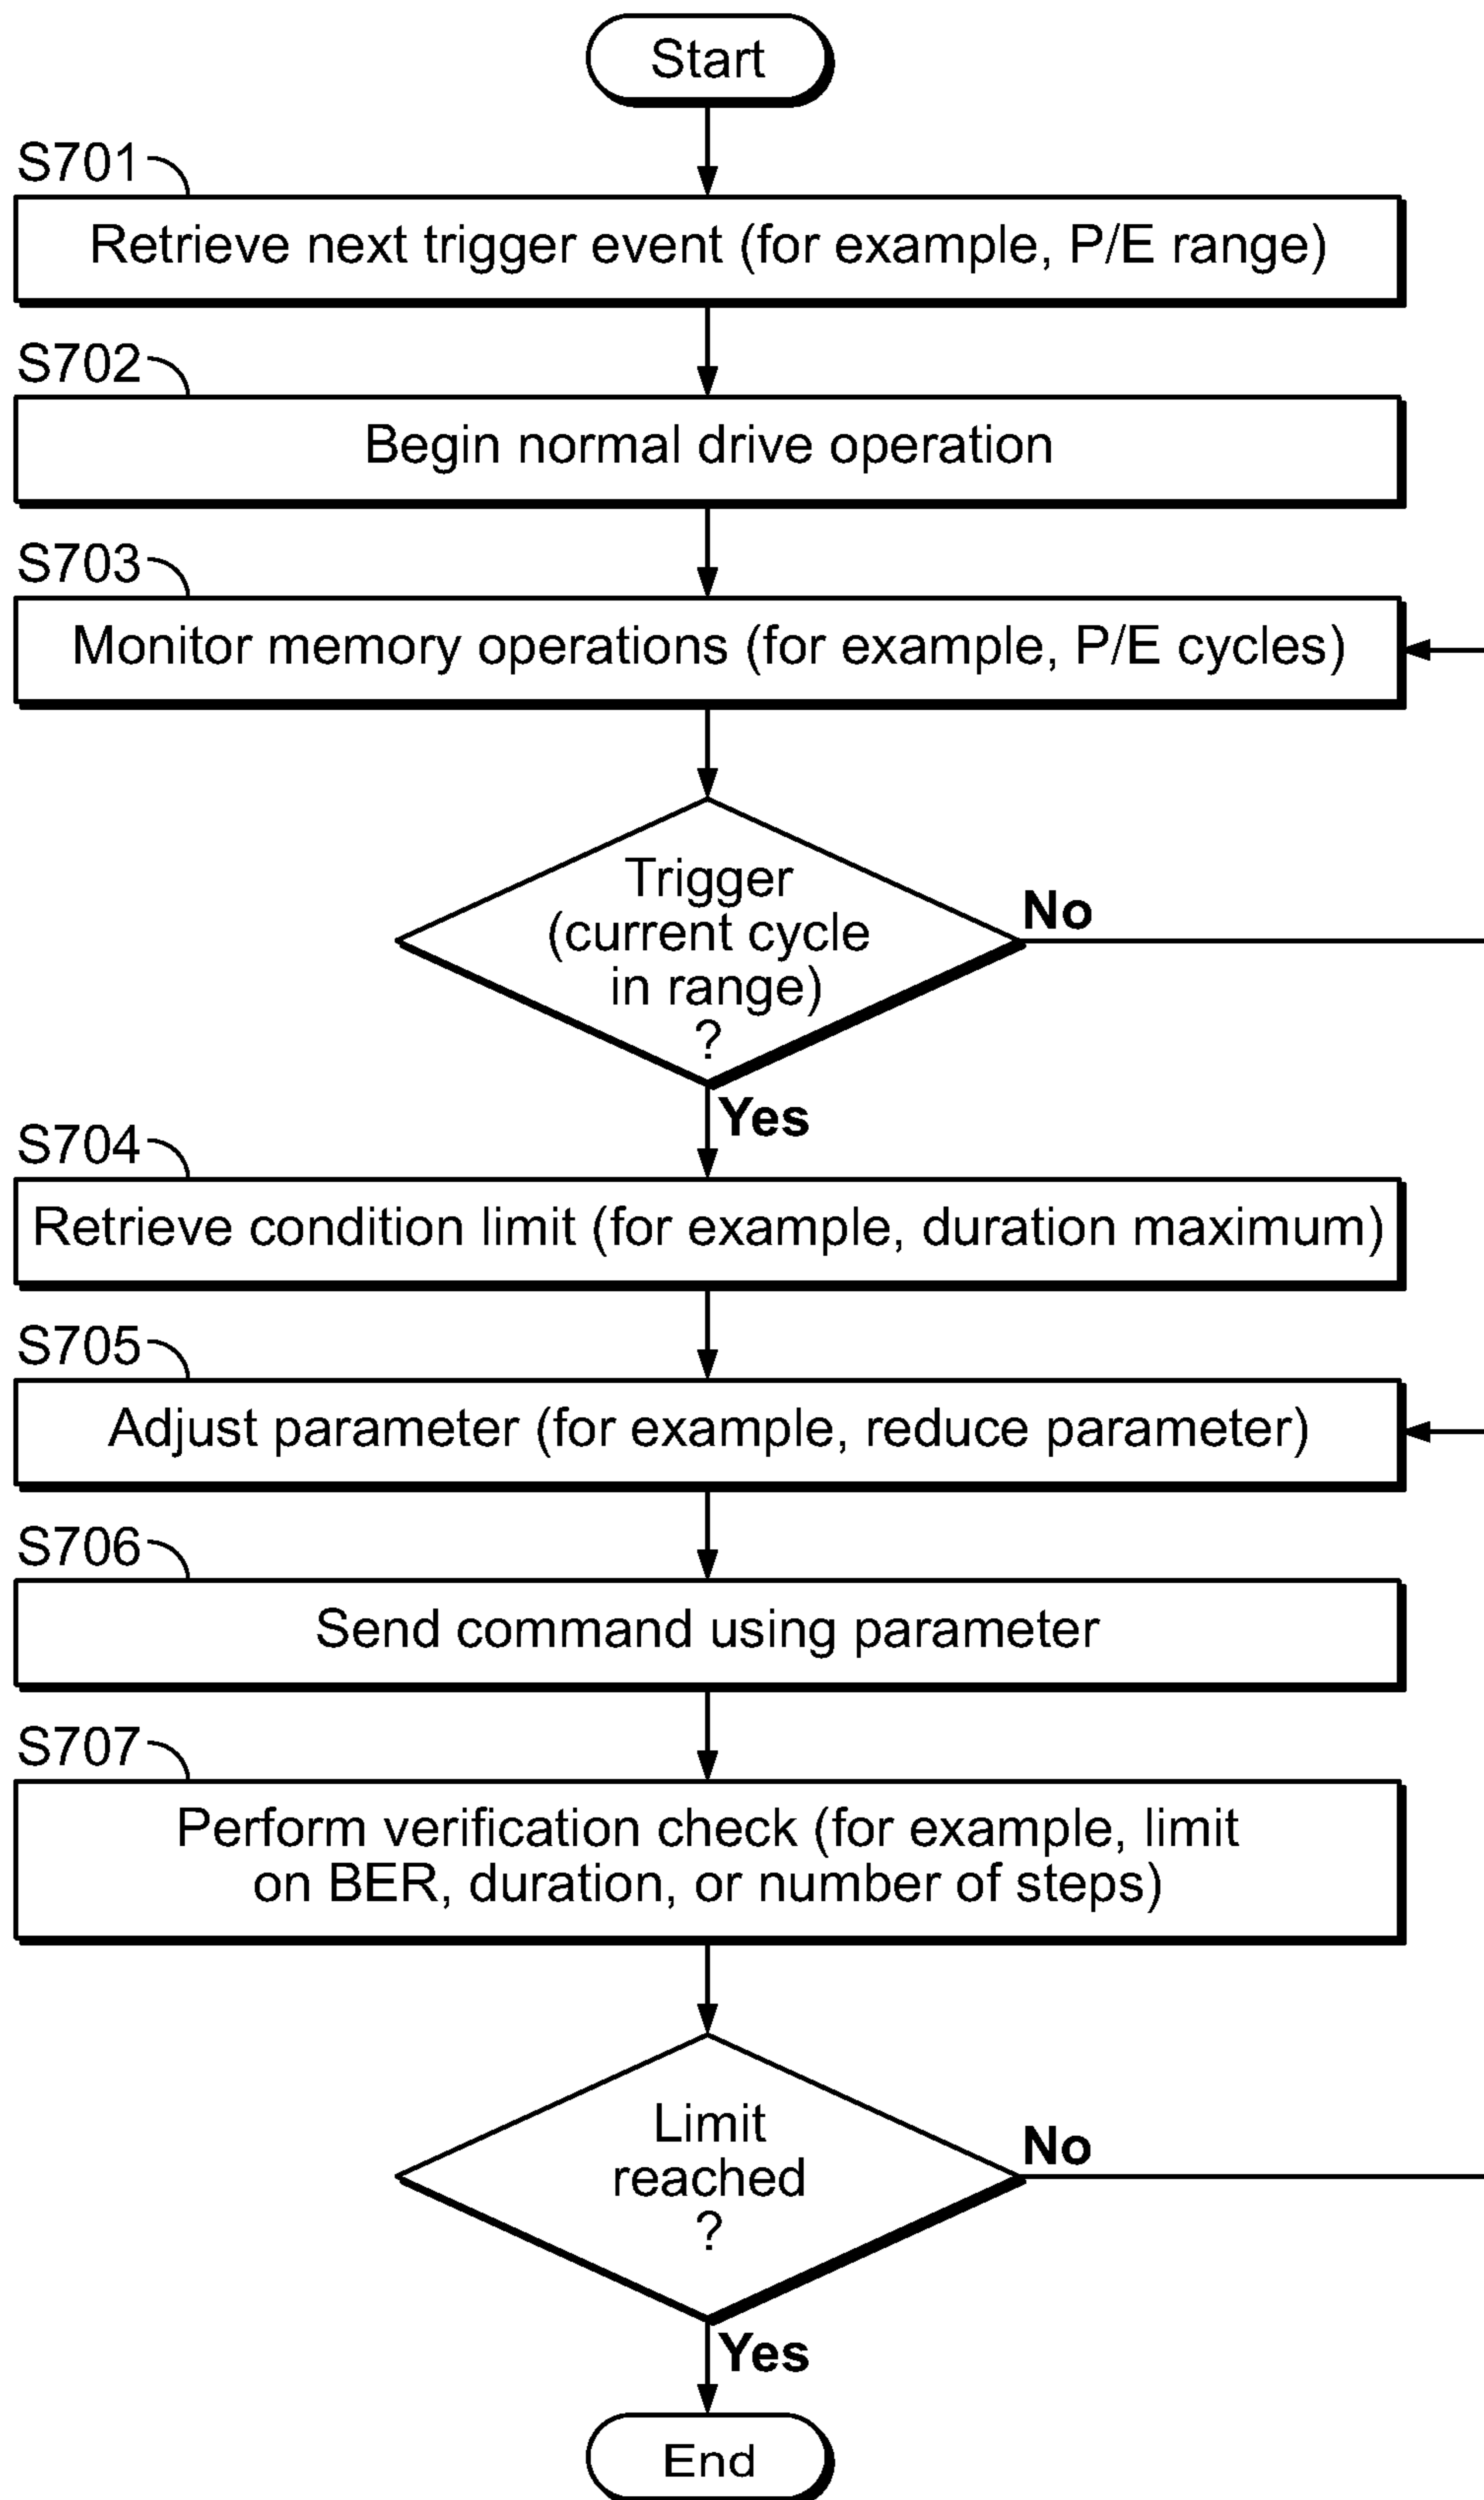 Start
S701
Retrieve next trigger event (for example, P/E range)
S702
Begin normal drive operation
S703
Monitor memory operations (for example, P/E cycles)
Trigger
(current cycle
in range)
?
No
Yes
S704
Retrieve condition limit (for example, duration maximum)
S705
Adjust parameter (for example, reduce parameter)
S706
Send command using parameter
S707
Perform verification check (for example, limit
on BER, duration, or number of steps)
Limit
reached
?
No
Yes
End